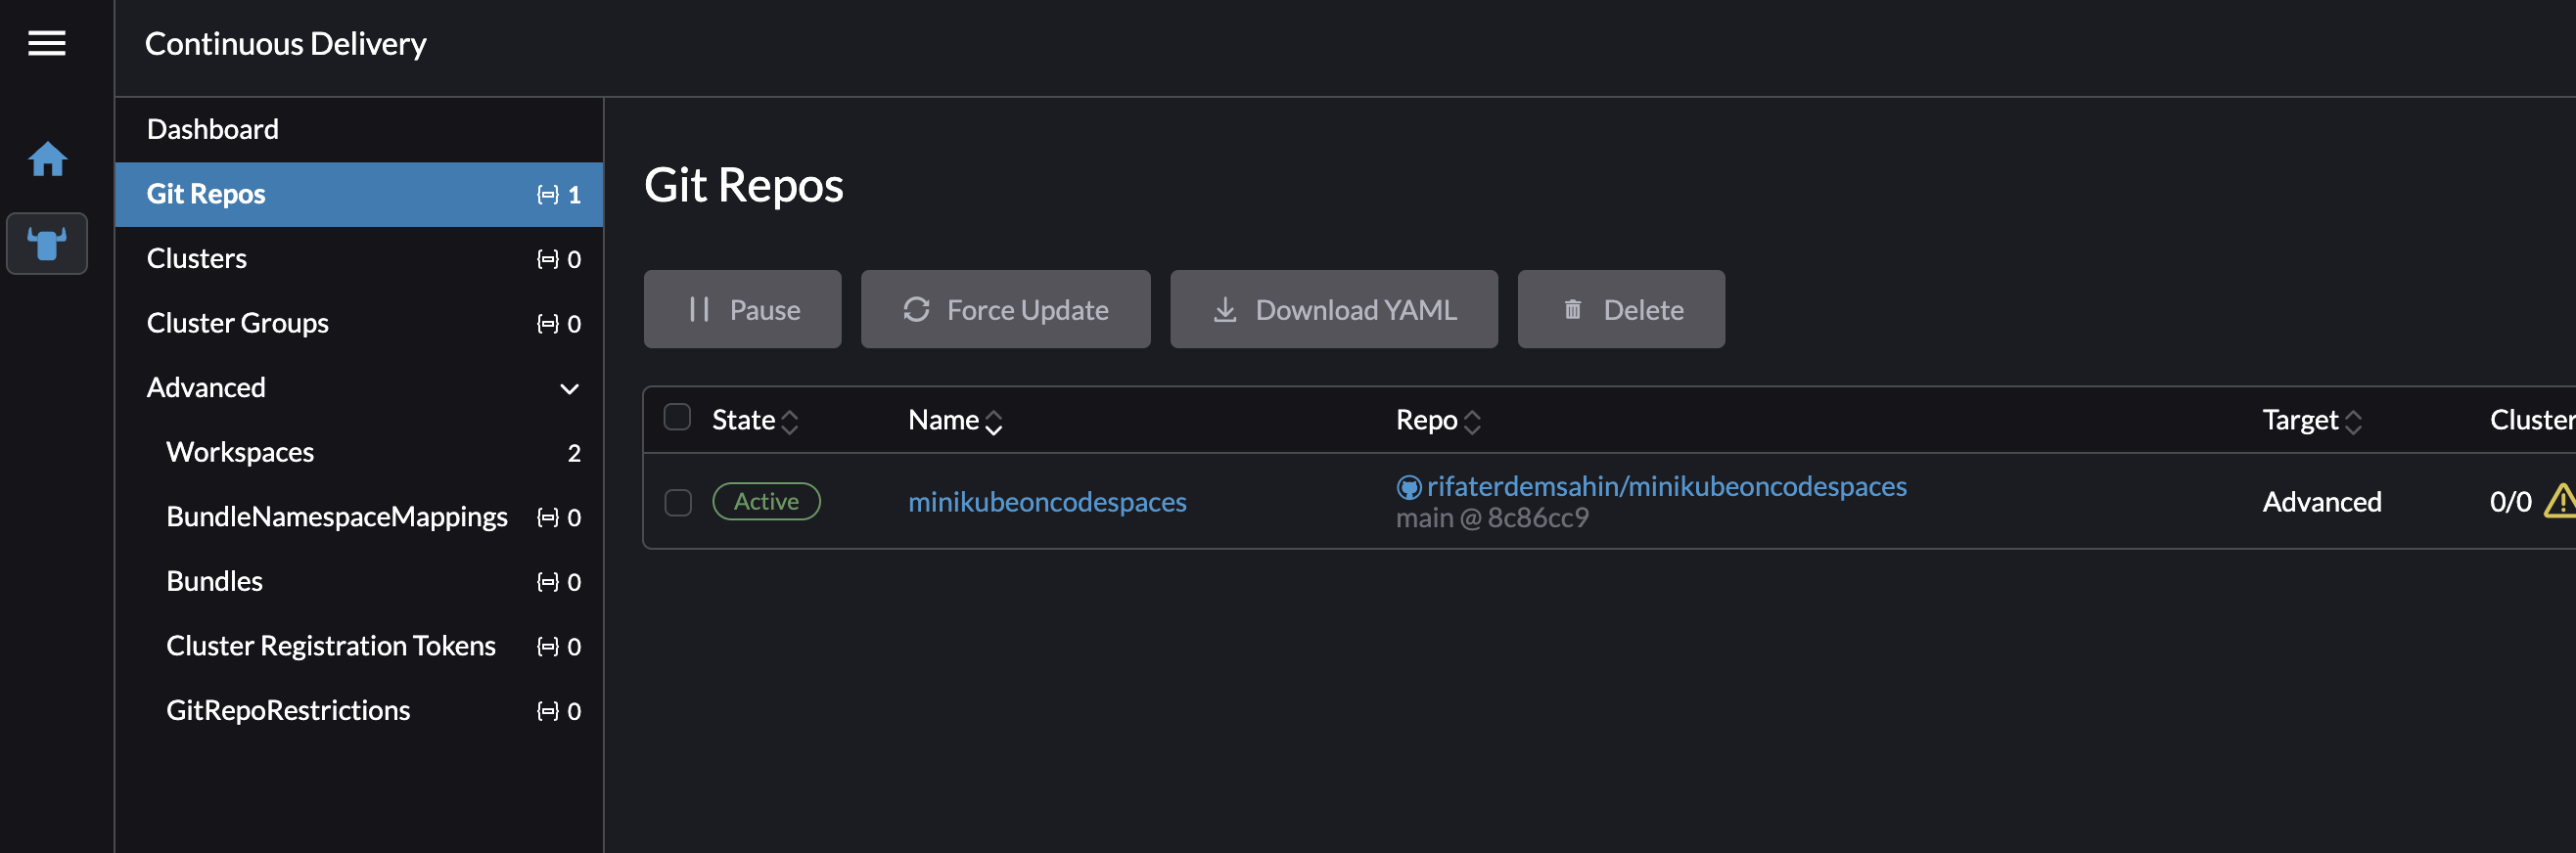 Continuous Delivery
Dashboard
Git Repos 1
Clusters 0
Cluster Groups 0
Advanced
Workspaces 2
BundleNamespaceMappings 0
Bundles 0
Cluster Registration Tokens 0
GitRepoRestrictions 0
Git Repos
Pause Force Update Download YAML Delete
State Name Repo Target Cluster
Active minikubeoncodespaces rifaterdemsahin/minikubeoncodespaces Advanced 0/0
main @ 8c86cc9